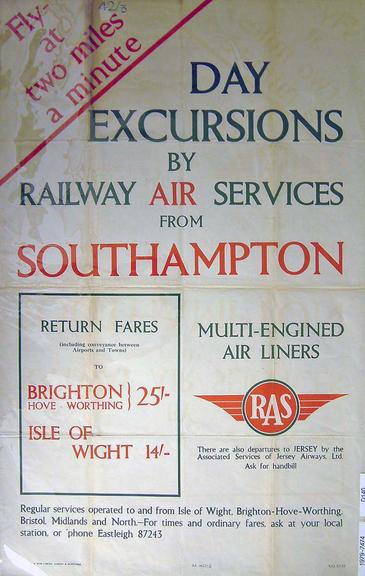 42/3
Fly-
at
two miles
a minute
DAY
EXCURSIONS
BY
RAILWAY AIR SERVICES
FROM
SOUTHAMPTON
RETURN FARES
(including conveyance between
Airports and Towns)
TO
BRIGHTON } 25/-
HOVE - WORTHING
ISLE OF
WIGHT 14/-
MULTI-ENGINED
AIR LINERS
RAS
There are also departures to JERSEY by the
Associated Services of Jersey Airways, Ltd.
Ask for handbill
Regular services operated to and from Isle of Wight, Brighton-Hove-Worthing,
Bristol, Midlands and North.—For times and ordinary fares, ask at your local
station, or 'phone Eastleigh 87243
1979-7474